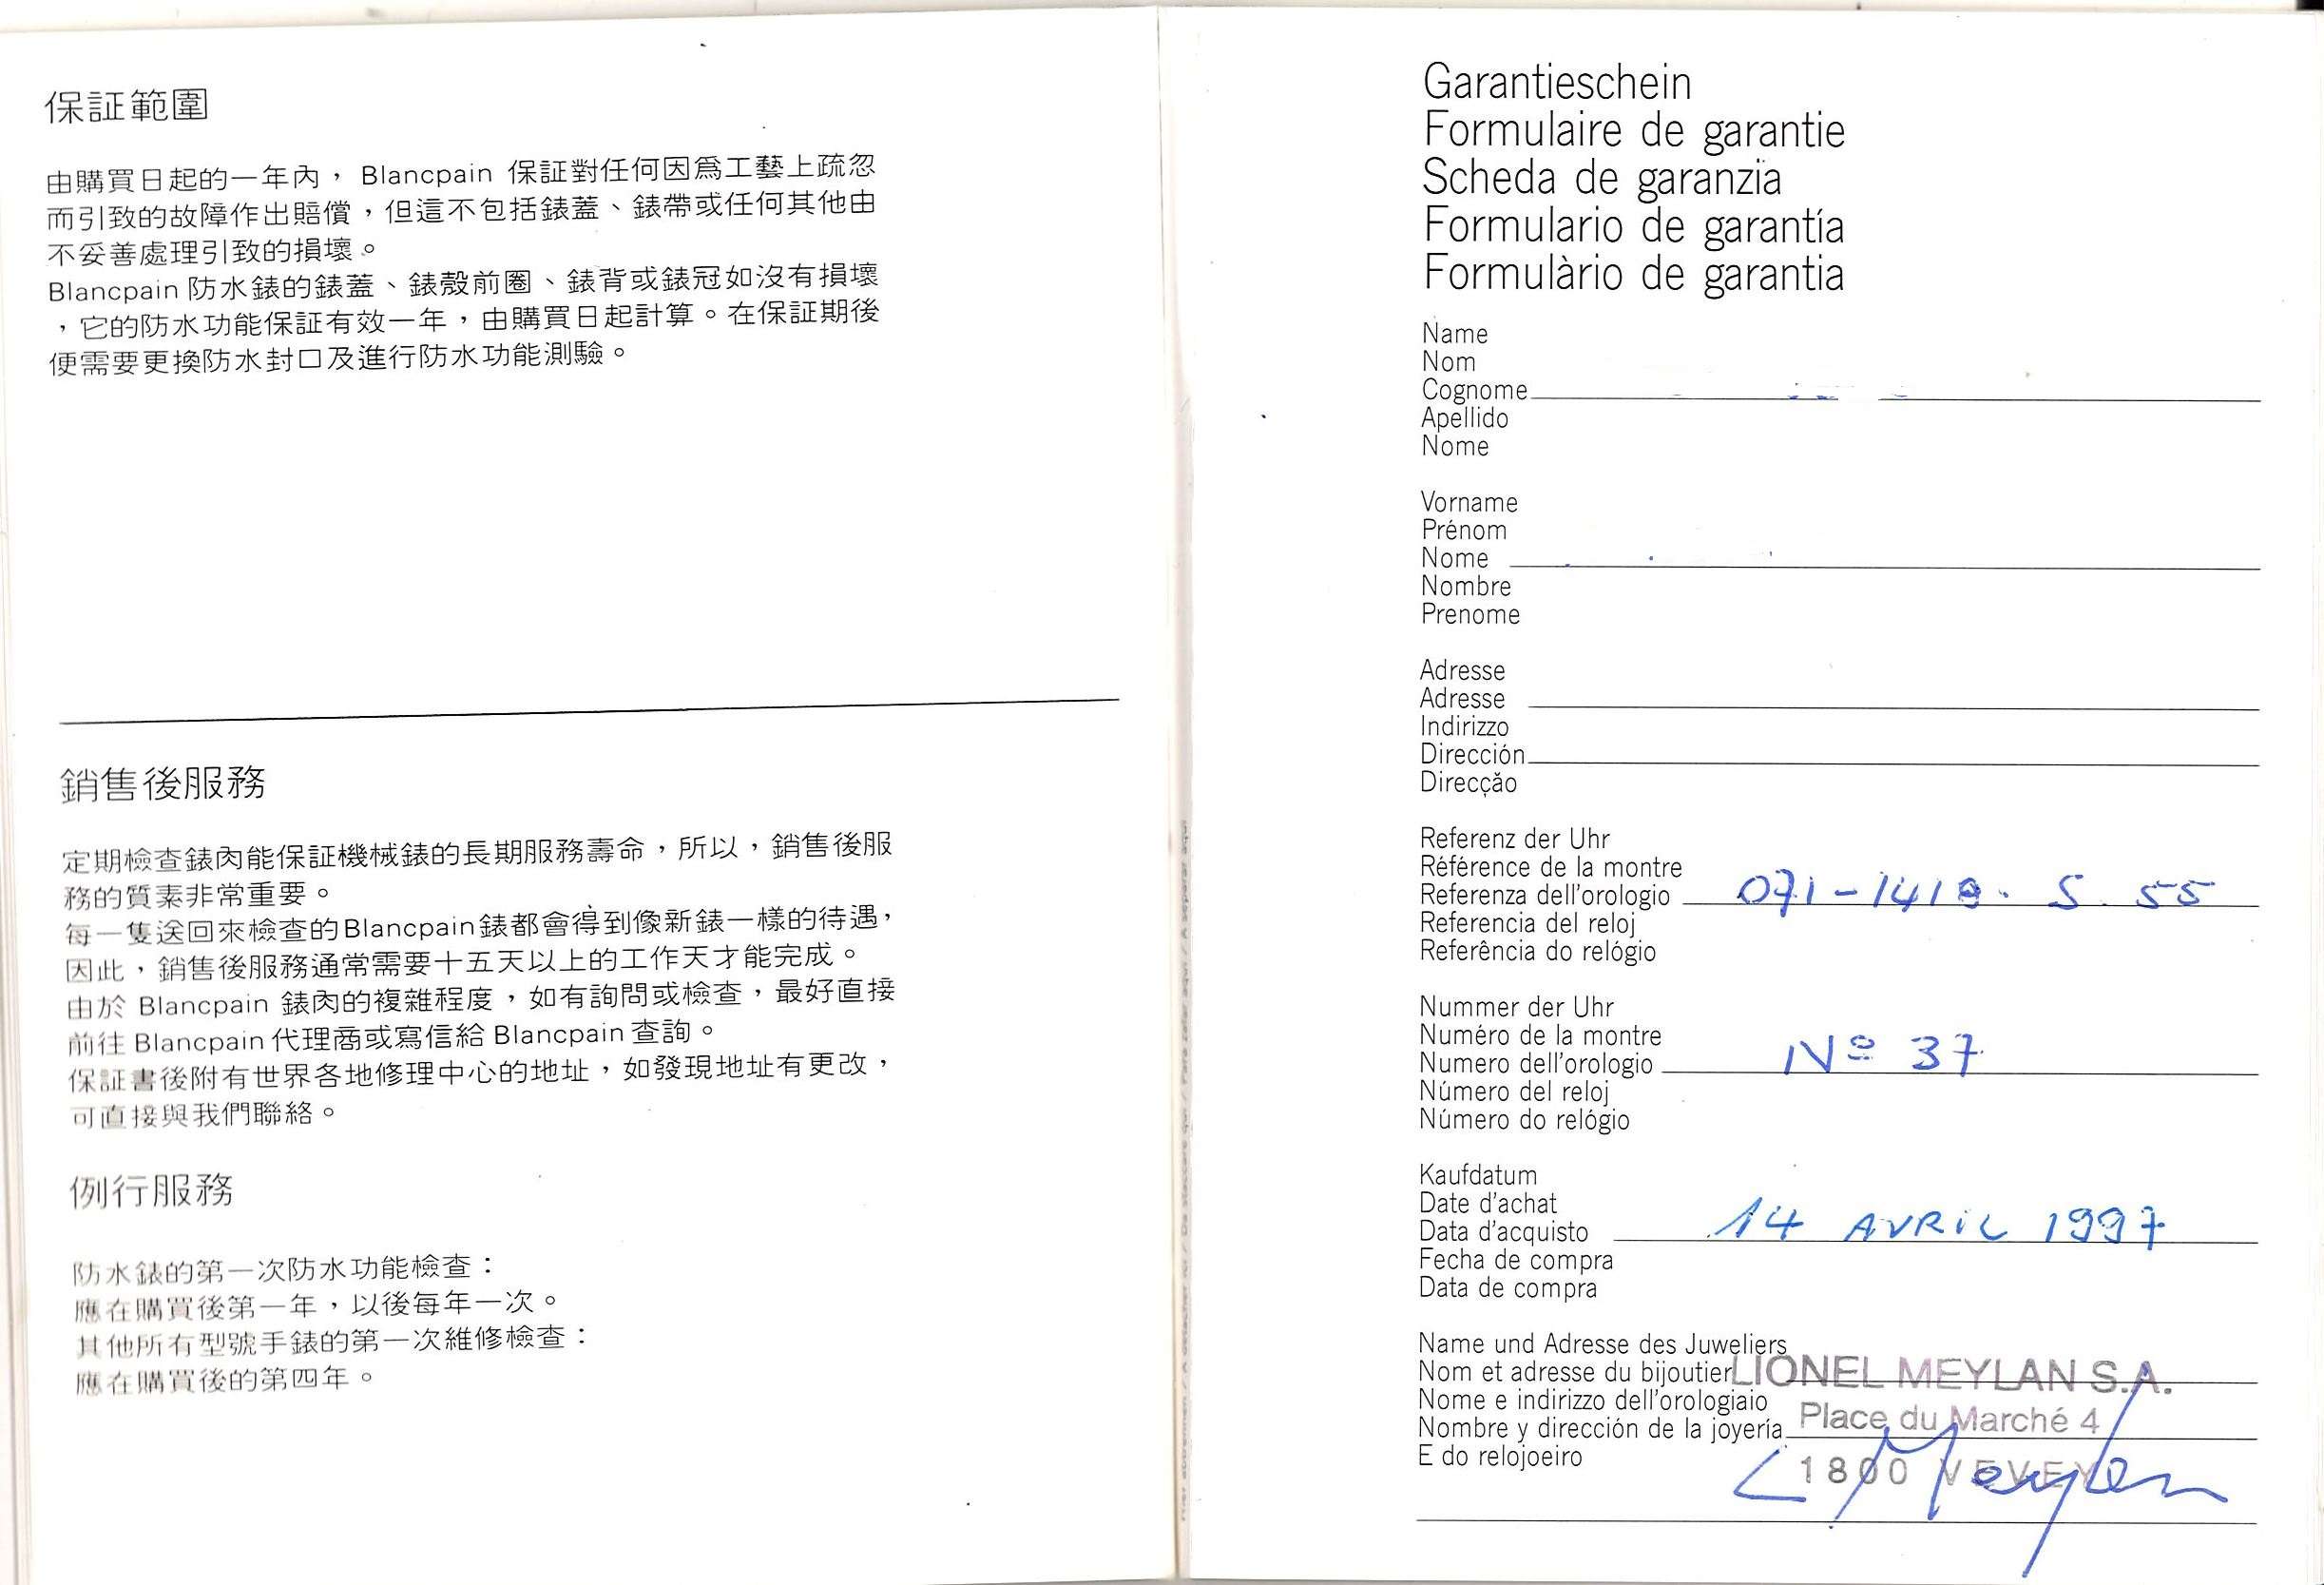 保証範圍
由購買日起的一年內，Blancpain 保証對任何因爲工藝上疏忽
而引致的故障作出賠償，但這不包括錶蓋、錶帶或任何其他由
不妥善處理引致的損壞。
Blancpain 防水錶的錶蓋、錶殼前圈、錶背或錶冠如沒有損壞
，它的防水功能保証有效一年，由購買日起計算。在保証期後
便需要更換防水封口及進行防水功能測驗。
銷售後服務
定期檢查錶肉能保証機械錶的長期服務壽命，所以，銷售後服
務的質素非常重要。
每一隻送回來檢查的Blancpain錶都會得到像新錶一樣的待遇，
因此，銷售後服務通常需要十五天以上的工作天才能完成。
由於 Blancpain 錶肉的複雜程度，如有詢問或檢查，最好直接
前往 Blancpain 代理商或寫信給 Blancpain 查詢。
保証書後附有世界各地修理中心的地址，如發現地址有更改，
可直接與我們聯絡。
例行服務
防水錶的第一次防水功能檢查：
應在購買後第一年，以後每年一次。
其他所有型號手錶的第一次維修檢查：
應在購買後的第四年。
Garantieschein
Formulaire de garantie
Scheda de garanzia
Formulario de garantía
Formulàrio de garantia
Name
Nom
Cognome
Apellido
Nome
Vorname
Prénom
Nome
Nombre
Prenome
Adresse
Adresse
Indirizzo
Dirección
Direcção
Referenz der Uhr
Référence de la montre
Referenza dell'orologio 071-1418. S. 55
Referencia del reloj
Referência do relógio
Nummer der Uhr
Numéro de la montre
Numero dell'orologio Nº 37
Número del reloj
Número do relógio
Kaufdatum
Date d'achat
Data d'acquisto 14 AVRIL 1997
Fecha de compra
Data de compra
Name und Adresse des Juweliers
Nom et adresse du bijoutier LIONEL MEYLAN S.A.
Nome e indirizzo dell'orologiaio
Nombre y dirección de la joyería Place du Marché 4
E do relojoeiro 1800 VEVEY
L Meylan